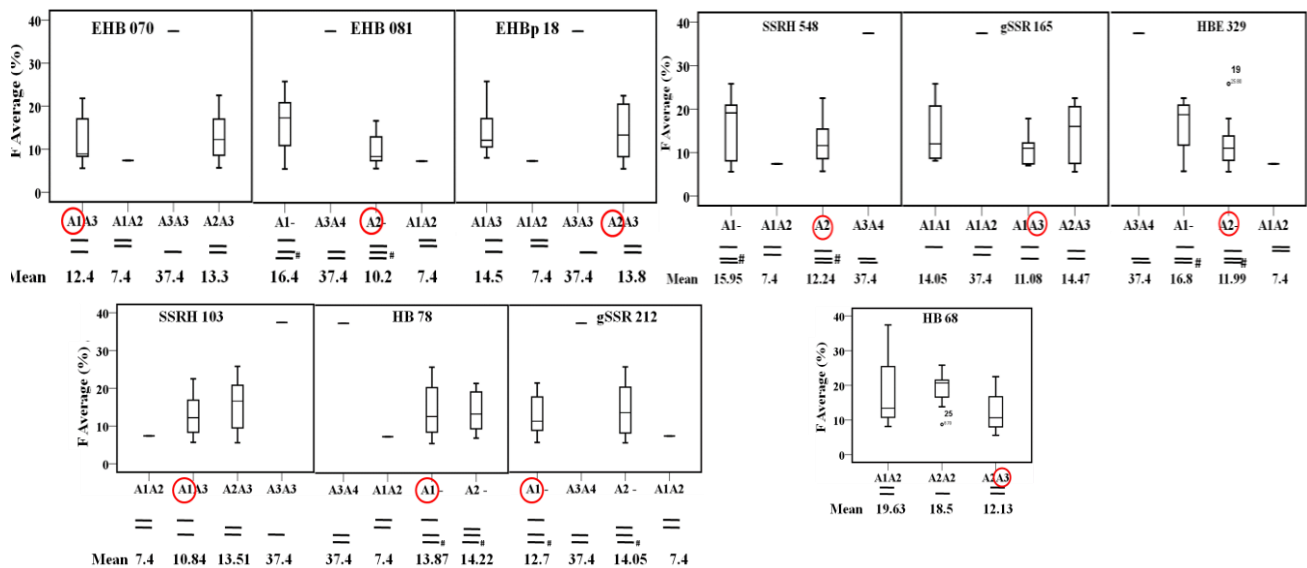 EHB 070 EHB 081 EHBp 18
F Average (%)
40
30
20
10
0
A1A3 A1A2 A3A3 A2A3 A1- A3A4 A2- A1A2 A1A3 A1A2 A3A3 A2A3
# #
Mean 12.4 7.4 37.4 13.3 16.4 37.4 10.2 7.4 14.5 7.4 37.4 13.8
SSRH 548 gSSR 165 HBE 329
F Average (%)
40
30
20
10
0
19
A1- A1A2 A2 A3A4 A1A1 A1A2 A1A3 A2A3 A3A4 A1- A2- A1A2
# # # #
Mean 15.95 7.4 12.24 37.4 14.05 37.4 11.08 14.47 37.4 16.8 11.99 7.4
SSRH 103 HB 78 gSSR 212
F Average (%)
40
30
20
10
0
A1A2 A1A3 A2A3 A3A3 A3A4 A1A2 A1- A2 - A1- A3A4 A2 - A1A2
# # # #
Mean 7.4 10.84 13.51 37.4 37.4 7.4 13.87 14.22 12.7 37.4 14.05 7.4
HB 68
F Average (%)
40
30
20
10
0
25
A1A2 A2A2 A2A3
Mean 19.63 18.5 12.13